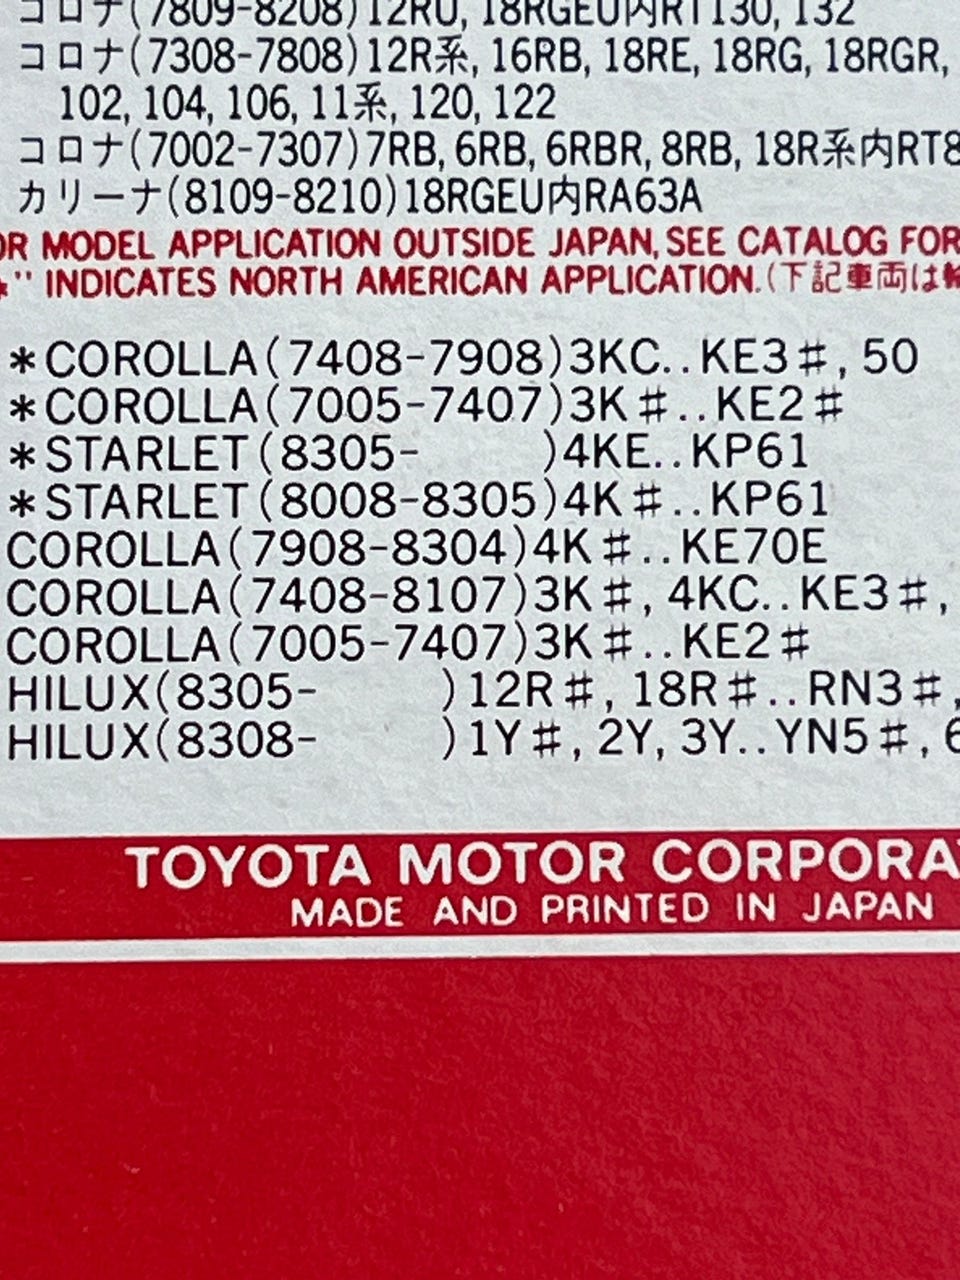 コロナ(7809-8208)12RU, 18RGEU内RT130, 132
コロナ(7308-7808)12R系, 16RB, 18RE, 18RG, 18RGR,
102, 104, 106, 11系, 120, 122
コロナ(7002-7307)7RB, 6RB, 6RBR, 8RB, 18R系内RT8
カリーナ(8109-8210)18RGEU内RA63A
OR MODEL APPLICATION OUTSIDE JAPAN, SEE CATALOG FOR
*" INDICATES NORTH AMERICAN APPLICATION.(下記車両は
*COROLLA(7408-7908)3KC..KE3#, 50
*COROLLA(7005-7407)3K#..KE2#
*STARLET(8305- )4KE..KP61
*STARLET(8008-8305)4K#..KP61
COROLLA(7908-8304)4K#..KE70E
COROLLA(7408-8107)3K#, 4KC..KE3#,
COROLLA(7005-7407)3K#..KE2#
HILUX(8305- )12R#, 18R#..RN3#,
HILUX(8308- )1Y#, 2Y, 3Y..YN5#, 6
TOYOTA MOTOR CORPORA
MADE AND PRINTED IN JAPAN